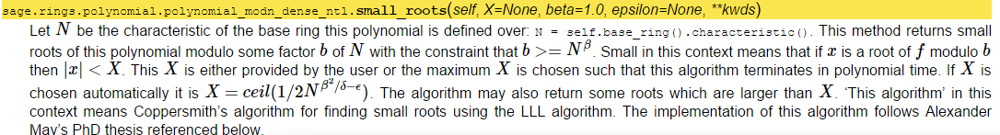 sage.rings.polynomial.polynomial_modn_dense_ntl.small_roots(self, X=None, beta=1.0, epsilon=None, **kwds)
Let N be the characteristic of the base ring this polynomial is defined over: N = self.base_ring().characteristic(). This method returns small
roots of this polynomial modulo some factor b of N with the constraint that b >= N^β. Small in this context means that if x is a root of f modulo b
then |x| < X. This X is either provided by the user or the maximum X is chosen such that this algorithm terminates in polynomial time. If X is
chosen automatically it is X = ceil(1/2N^{β^2/δ−ϵ}). The algorithm may also return some roots which are larger than X. ‘This algorithm’ in this
context means Coppersmith’s algorithm for finding small roots using the LLL algorithm. The implementation of this algorithm follows Alexander
May’s PhD thesis referenced below.